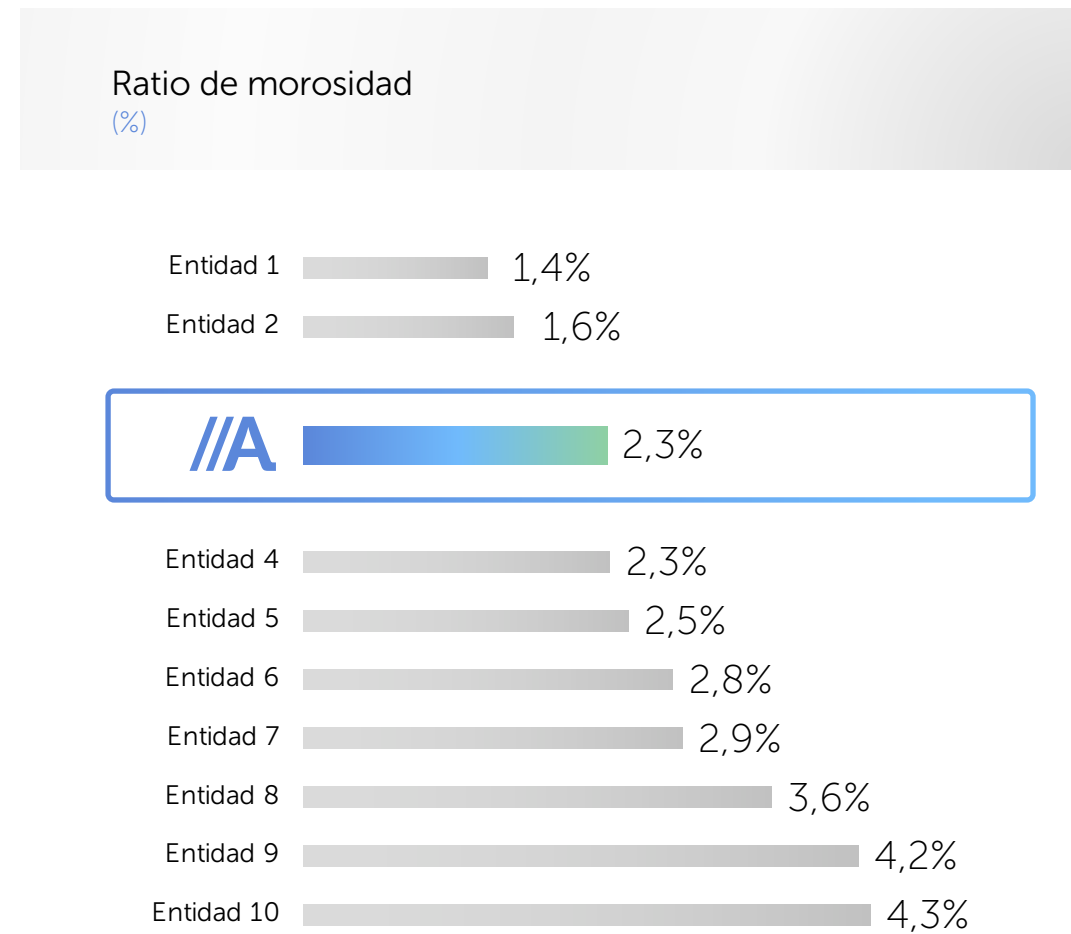 Ratio de morosidad
(%)
Entidad 1 1,4%
Entidad 2 1,6%
//A 2,3%
Entidad 4 2,3%
Entidad 5 2,5%
Entidad 6 2,8%
Entidad 7 2,9%
Entidad 8 3,6%
Entidad 9 4,2%
Entidad 10 4,3%